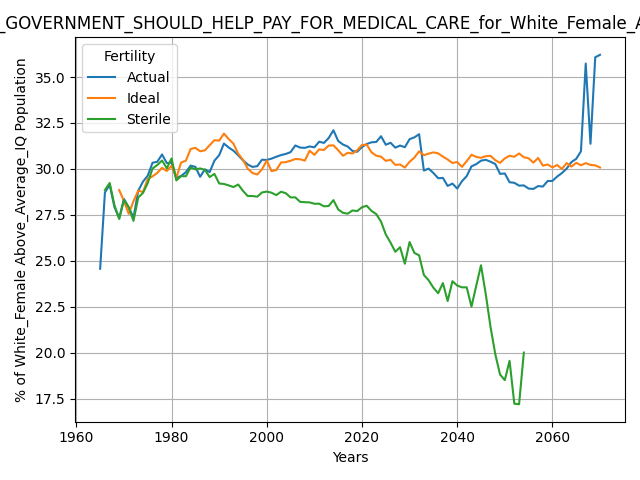 _GOVERNMENT_SHOULD_HELP_PAY_FOR_MEDICAL_CARE_for_White_Female_A
Fertility
Actual
Ideal
Sterile
% of White_Female Above_Average_IQ Population
35.0
32.5
30.0
27.5
25.0
22.5
20.0
17.5
1960
1980
2000
2020
2040
2060
Years